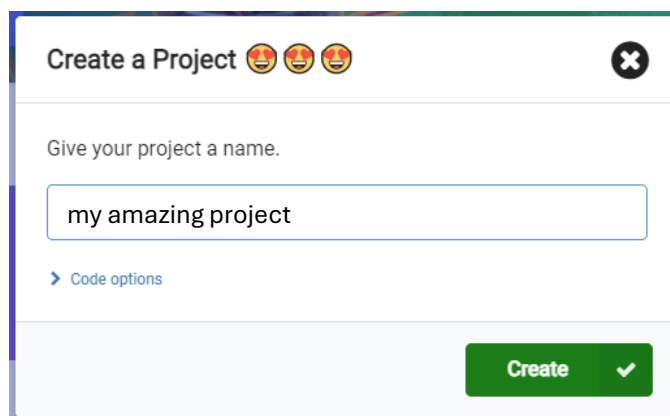 Create a Project 😍😍😍
Give your project a name.
my amazing project
Code options
Create